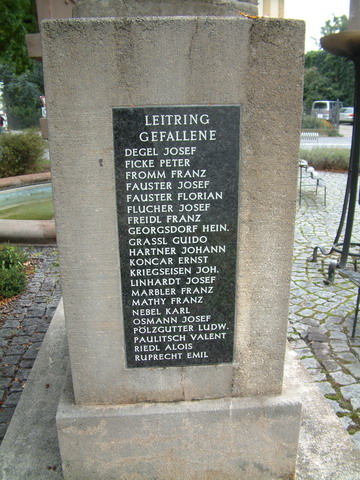 LEITRING
GEFALLENE
DEGEL JOSEF
FICKE PETER
FROMM FRANZ
FAUSTER JOSEF
FAUSTER FLORIAN
FLUCHER JOSEF
FREIDL FRANZ
GEORGSDORF HEIN.
GRASSL GUIDO
HARTNER JOHANN
KONCAR ERNST
KRIEGSEISEN JOH.
LINHARDT JOSEF
MARBLER FRANZ
MATHY FRANZ
NEBEL KARL
OSMANN JOSEF
PÖLZGUTTER LUDW.
PAULITSCH VALENT
RIEDL ALOIS
RUPRECHT EMIL